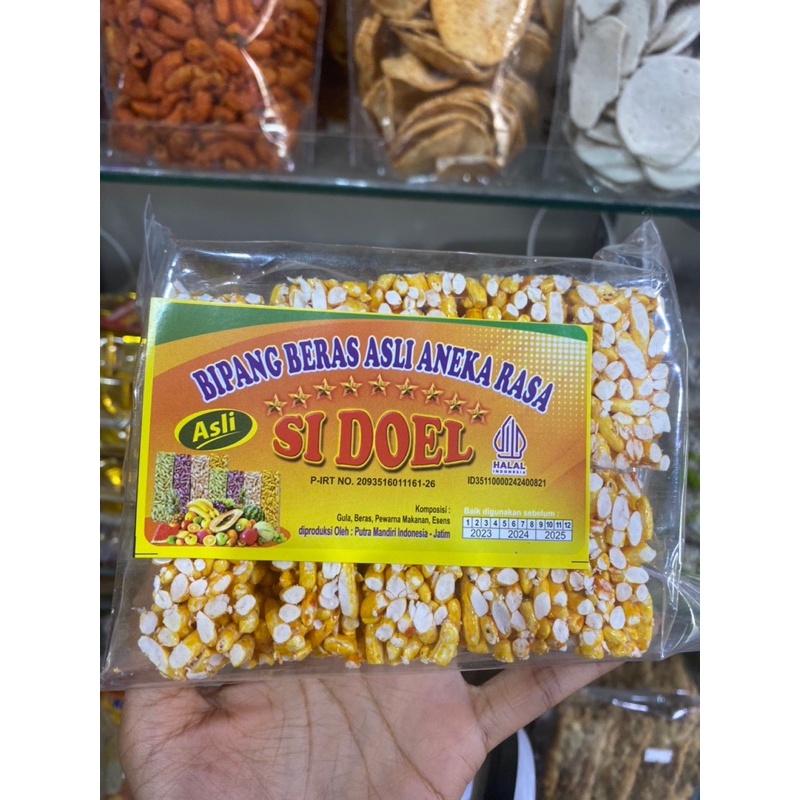 BIPANG BERAS ASLI ANEKA RASA
Asli
SI DOEL
HALAL
INDONESIA
P-IRT NO. 2093516011161-26
ID35110000242400821
Komposisi :
Gula, Beras, Pewarna Makanan, Esens
diproduksi Oleh : Putra Mandiri Indonesia - Jatim
Baik digunakan sebelum :
1 2 3 4 5 6 7 8 9 10 11 12
2023 2024 2025